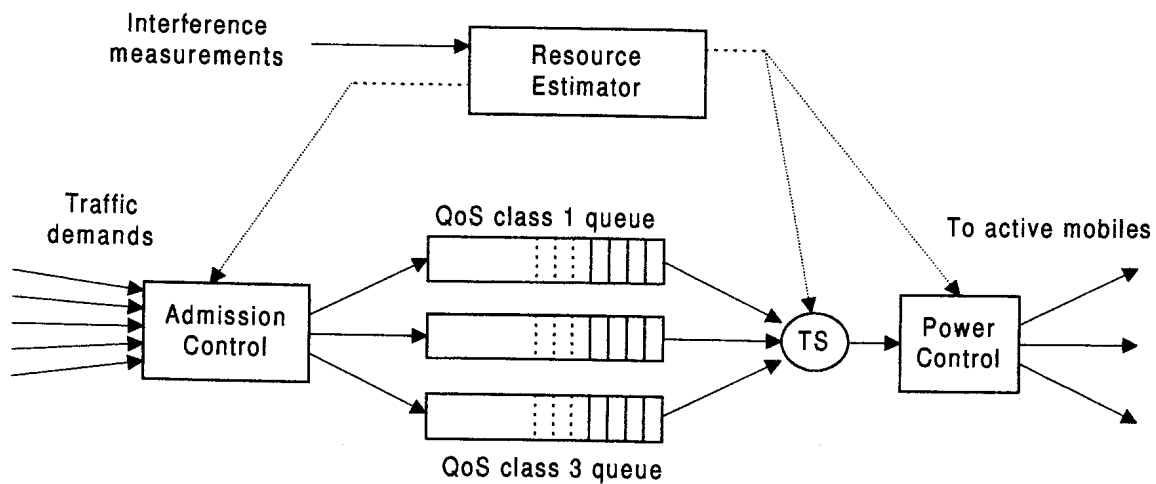 Interference
measurements
Resource
Estimator
Traffic
demands
QoS class 1 queue
To active mobiles
Admission
Control
TS
Power
Control
QoS class 3 queue